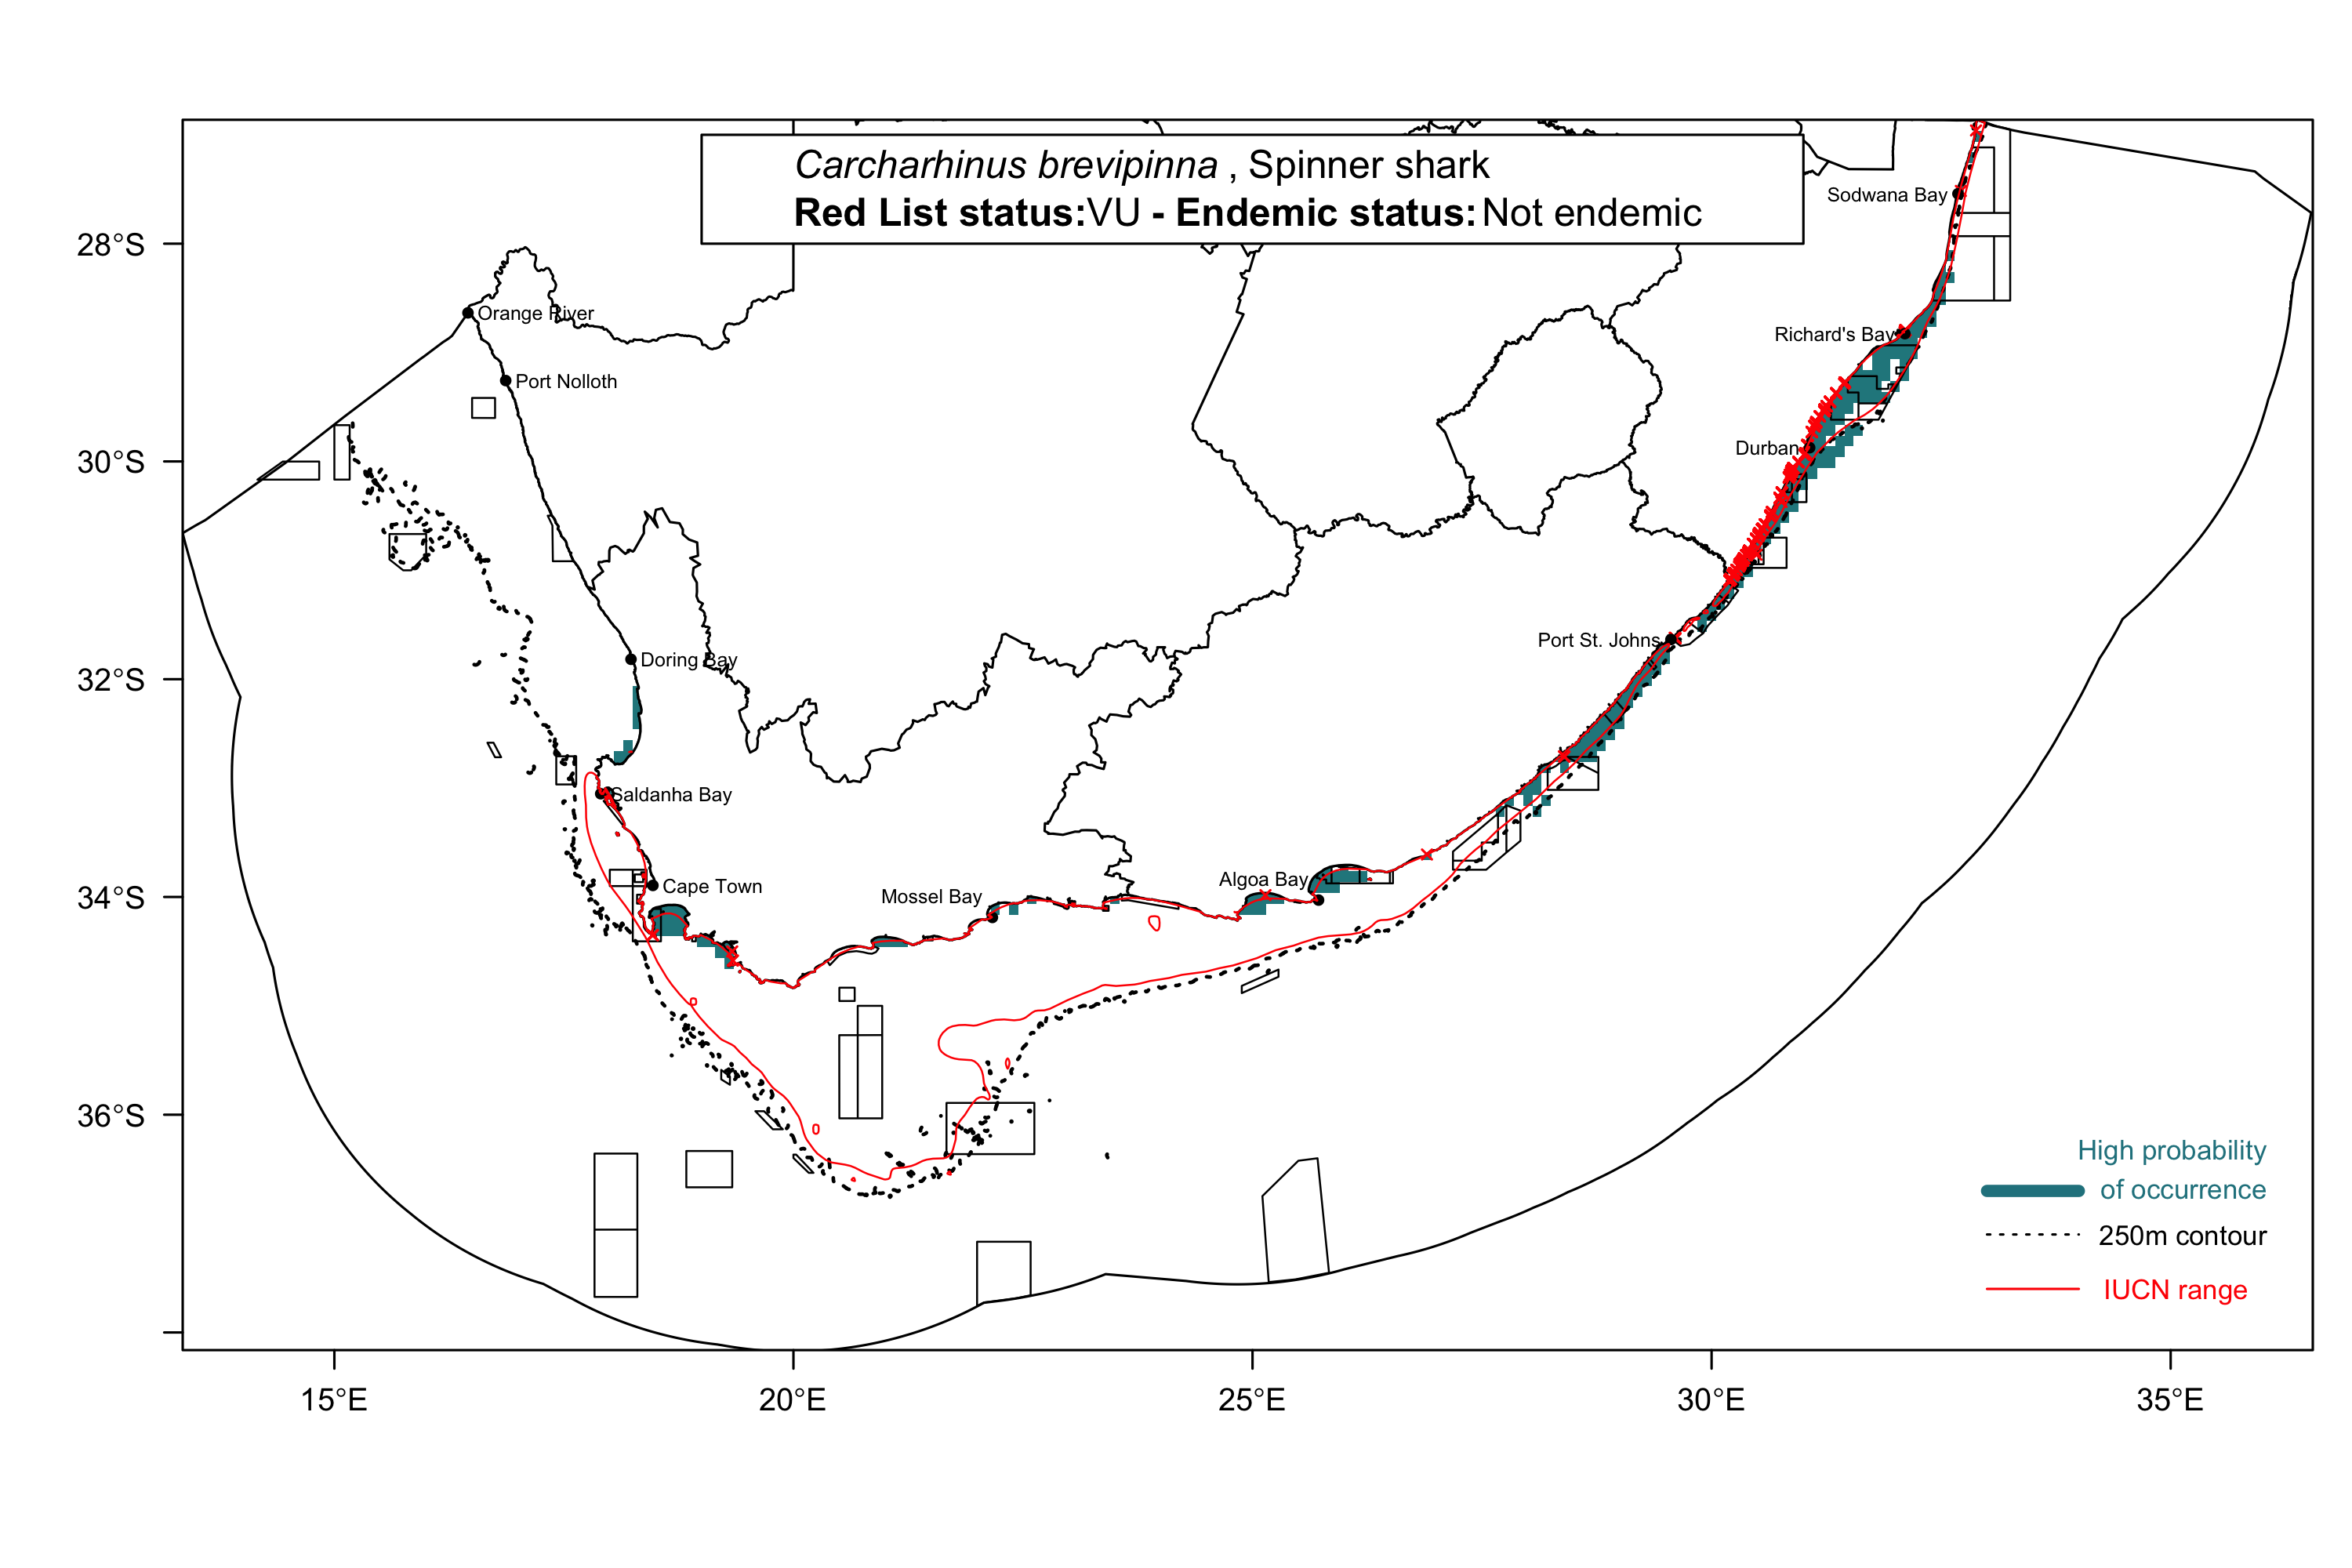 Carcharhinus brevipinna , Spinner shark
Red List status:VU - Endemic status: Not endemic
Sodwana Bay
28°S
Orange River
Richard's Bay
Port Nolloth
Durban
30°S
Port St. Johns
Doring Bay
32°S
Saldanha Bay
Algoa Bay
Cape Town
Mossel Bay
34°S
36°S
High probability
of occurrence
250m contour
IUCN range
15°E
20°E
25°E
30°E
35°E